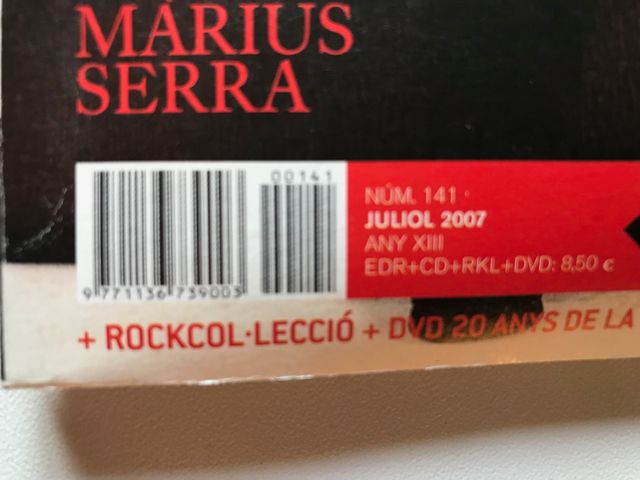 MÀRIUS
SERRA
00141
NÚM. 141 ·
JULIOL 2007
ANY XIII
EDR+CD+RKL+DVD: 8,50 €
9 771136 739003
+ ROCKCOL·LECCIÓ + DVD 20 ANYS DE LA